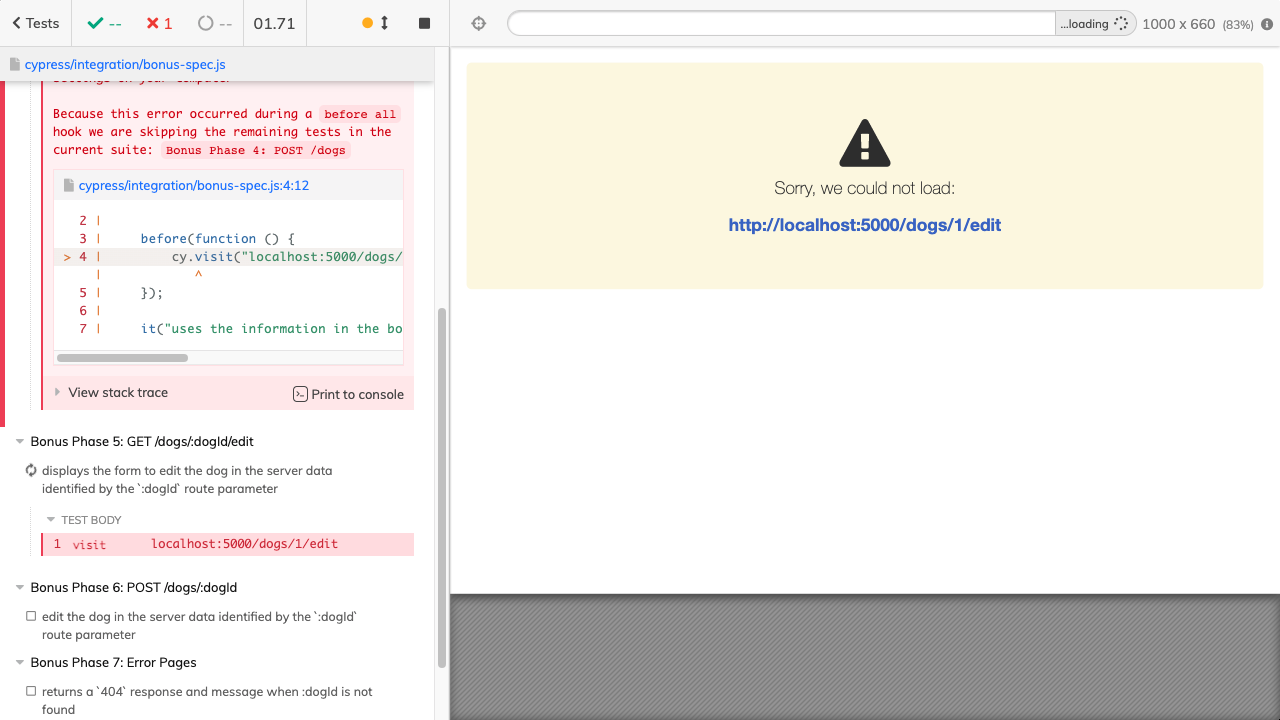 Tests
--
1
--
01.71
...loading
1000 x 660 (83%)
cypress/integration/bonus-spec.js
Because this error occurred during a before all
hook we are skipping the remaining tests in the
current suite: Bonus Phase 4: POST /dogs
cypress/integration/bonus-spec.js:4:12
2 |
3 | before(function () {
> 4 | cy.visit("localhost:5000/dogs/
| ^
5 | });
6 |
7 | it("uses the information in the bo
View stack trace
Print to console
Bonus Phase 5: GET /dogs/:dogId/edit
displays the form to edit the dog in the server data
identified by the `:dogId` route parameter
TEST BODY
1 visit localhost:5000/dogs/1/edit
Bonus Phase 6: POST /dogs/:dogId
edit the dog in the server data identified by the `:dogId`
route parameter
Bonus Phase 7: Error Pages
returns a `404` response and message when :dogId is not
found
Sorry, we could not load:
http://localhost:5000/dogs/1/edit